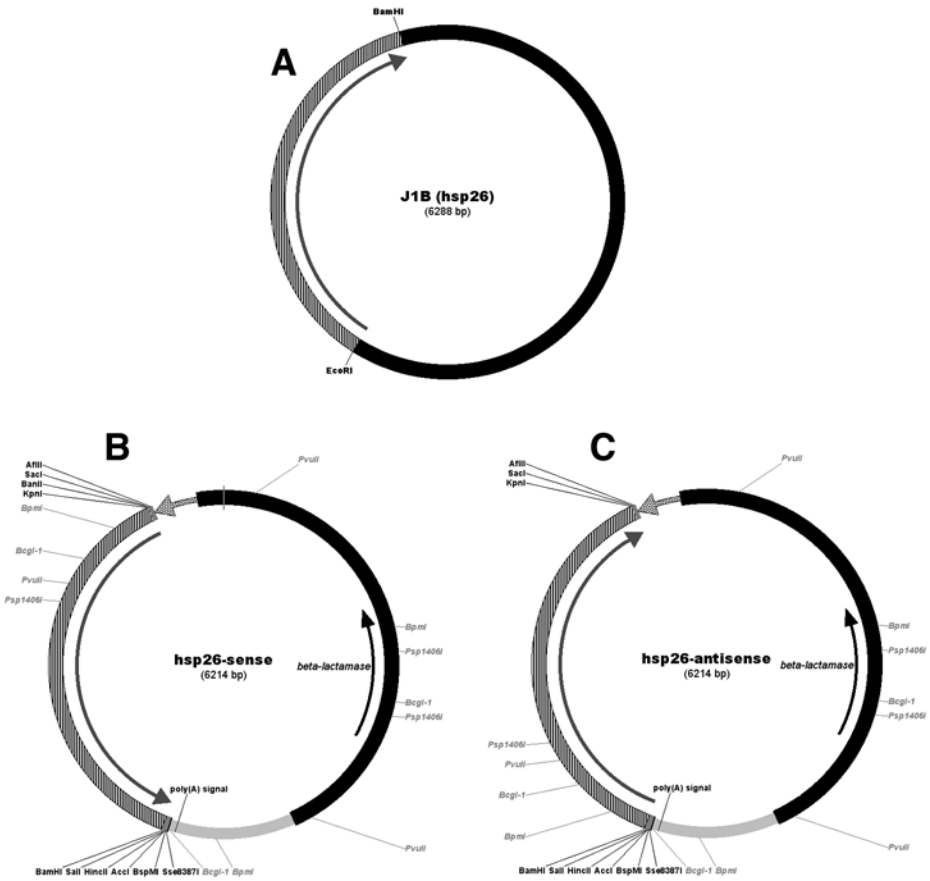 BamHI
A
J1B (hsp26)
(6288 bp)
EcoRI
B
AflII
SacI
BanII
KpnI
BpmI
BcgI-1
PvuII
Psp1406I
PvuII
hsp26-sense
(6214 bp)
beta-lactamase
BpmI
Psp1406I
BcgI-1
Psp1406I
poly(A) signal
PvuII
BamHI SalI HincII AccI BspMI Sse8387I BcgI-1 BpmI
C
AflII
SacI
KpnI
PvuII
hsp26-antisense
(6214 bp)
beta-lactamase
BpmI
Psp1406I
BcgI-1
Psp1406I
Psp1406I
PvuII
BcgI-1
BpmI
poly(A) signal
PvuII
BamHI SalI HincII AccI BspMI Sse8387I BcgI-1 BpmI